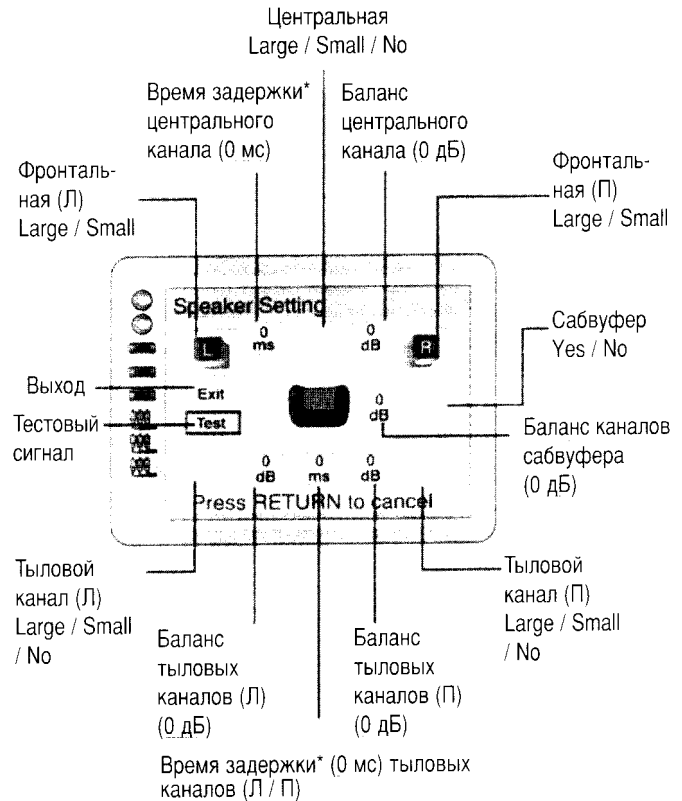 Центральная
Large / Small / No
Время задержки*
центрального
канала (0 мс)
Баланс
центрального
канала (0 дБ)
Фронталь-
ная (Л)
Large / Small
Фронталь-
ная (П)
Large / Small
Speaker Setting
L
0
ms
0
dB
R
Сабвуфер
Yes / No
Выход
Exit
Тестовый
сигнал
Test
0
dB
Баланс каналов
сабвуфера
(0 дБ)
0
dB
0
ms
0
dB
Press RETURN to cancel
Тыловой
канал (Л)
Large / Small
/ No
Тыловой
канал (П)
Large / Small
/ No
Баланс
тыловых
каналов (Л)
(0 дБ)
Баланс
тыловых
каналов (П)
(0 дБ)
Время задержки* (0 мс) тыловых
каналов (Л / П)